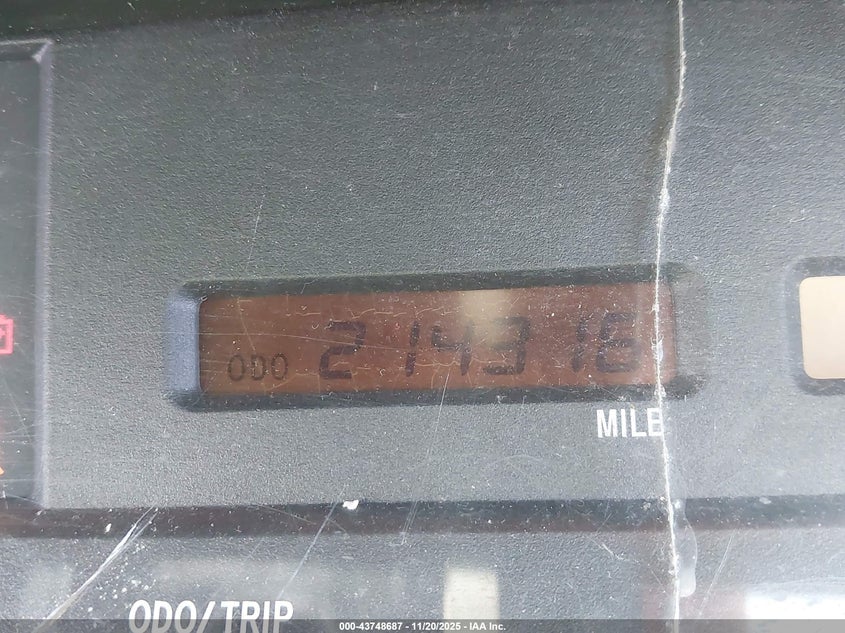 ODO 214316
MILE
ODO/TRIP
000-43748687 - 11/20/2025 - IAA Inc.